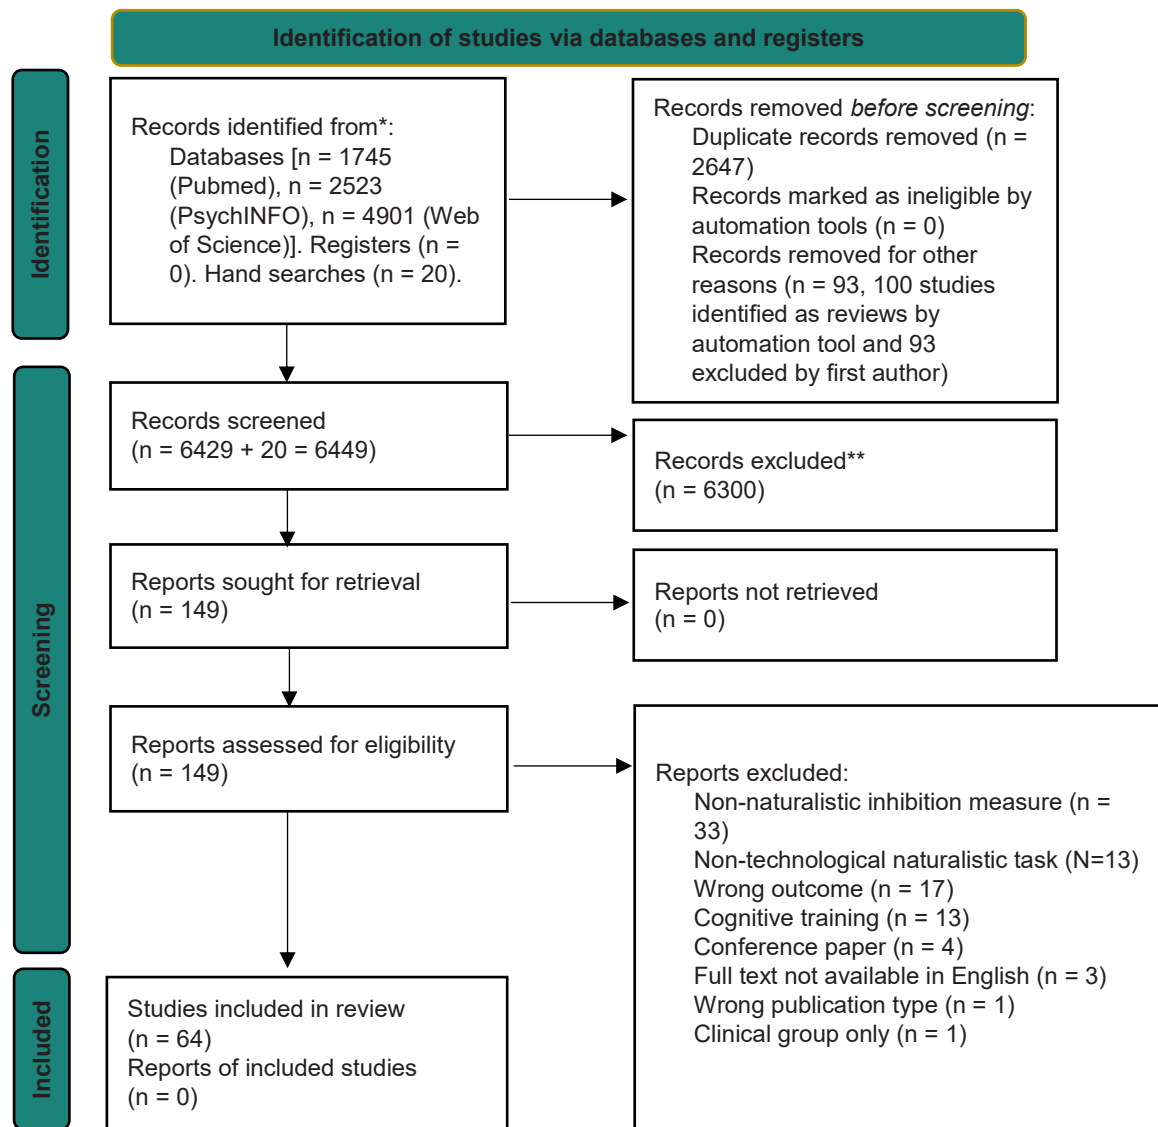 Identification of studies via databases and registers
Identification
Records identified from*:
Databases [n = 1745
(Pubmed), n = 2523
(PsychINFO), n = 4901 (Web
of Science)]. Registers (n =
0). Hand searches (n = 20).
Records removed before screening:
Duplicate records removed (n =
2647)
Records marked as ineligible by
automation tools (n = 0)
Records removed for other
reasons (n = 93, 100 studies
identified as reviews by
automation tool and 93
excluded by first author)
Screening
Records screened
(n = 6429 + 20 = 6449)
Records excluded**
(n = 6300)
Reports sought for retrieval
(n = 149)
Reports not retrieved
(n = 0)
Reports assessed for eligibility
(n = 149)
Reports excluded:
Non-naturalistic inhibition measure (n =
33)
Non-technological naturalistic task (N=13)
Wrong outcome (n = 17)
Cognitive training (n = 13)
Conference paper (n = 4)
Full text not available in English (n = 3)
Wrong publication type (n = 1)
Clinical group only (n = 1)
Included
Studies included in review
(n = 64)
Reports of included studies
(n = 0)